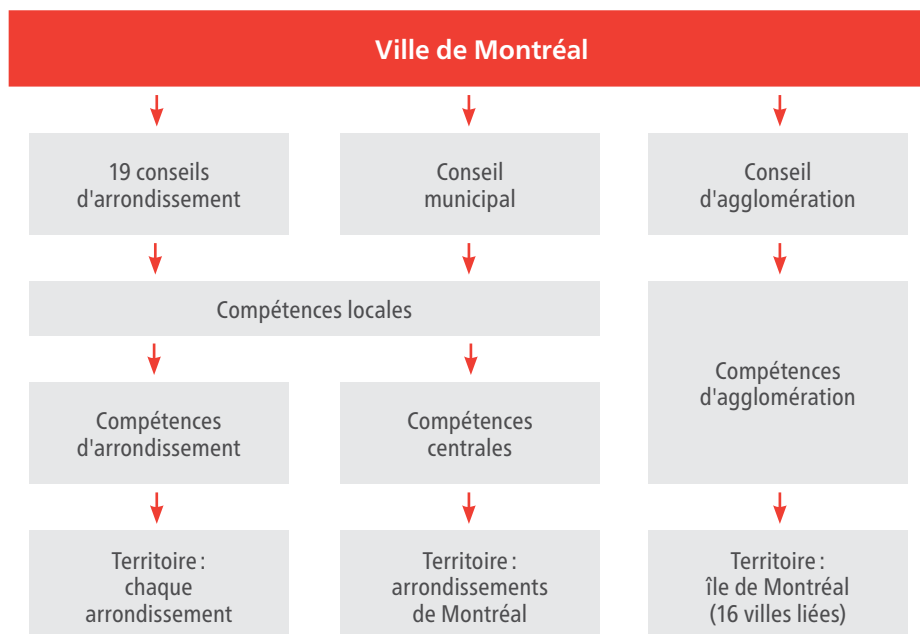 Ville de Montréal
19 conseils
d'arrondissement
Conseil
municipal
Conseil
d'agglomération
Compétences locales
Compétences
d'agglomération
Compétences
d'arrondissement
Compétences
centrales
Territoire :
chaque
arrondissement
Territoire :
arrondissements
de Montréal
Territoire :
île de Montréal
(16 villes liées)